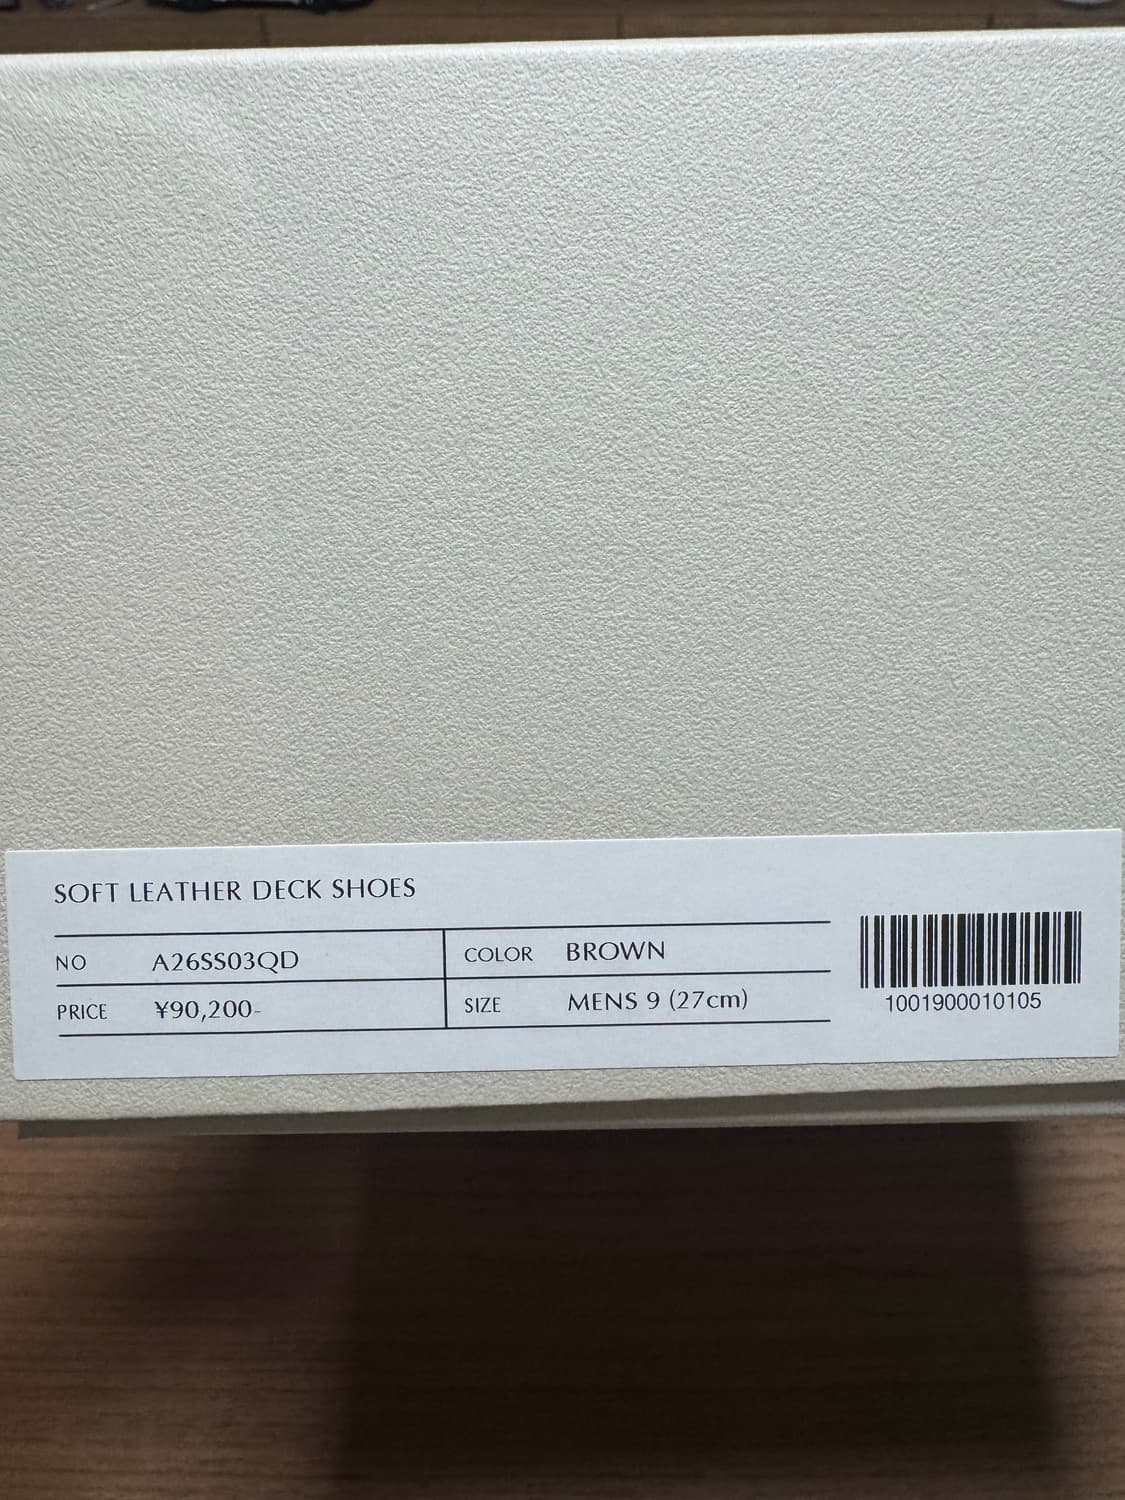 SOFT LEATHER DECK SHOES
NO A26SS03QD COLOR BROWN
PRICE ¥90,200- SIZE MENS 9 (27cm)
1001900010105